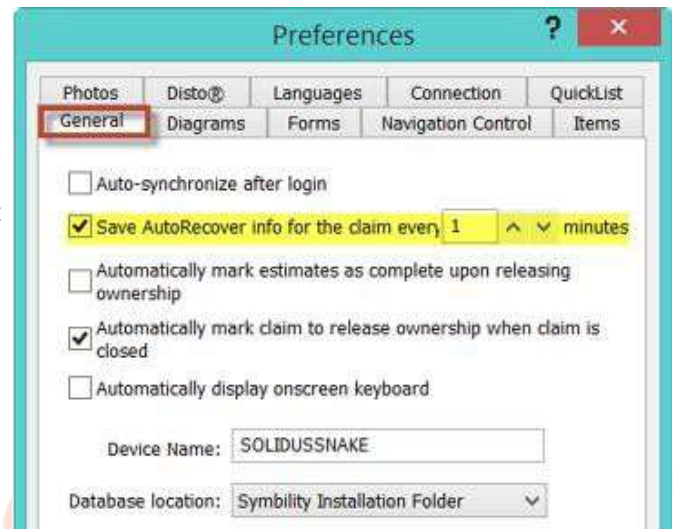 Preferences ? ×
Photos Disto® Languages Connection QuickList
General Diagrams Forms Navigation Control Items
Auto-synchronize after login
Save AutoRecover info for the claim every 1 minutes
Automatically mark estimates as complete upon releasing
ownership
Automatically mark claim to release ownership when claim is
closed
Automatically display onscreen keyboard
Device Name: SOLIDUSSNAKE
Database location: Symbility Installation Folder